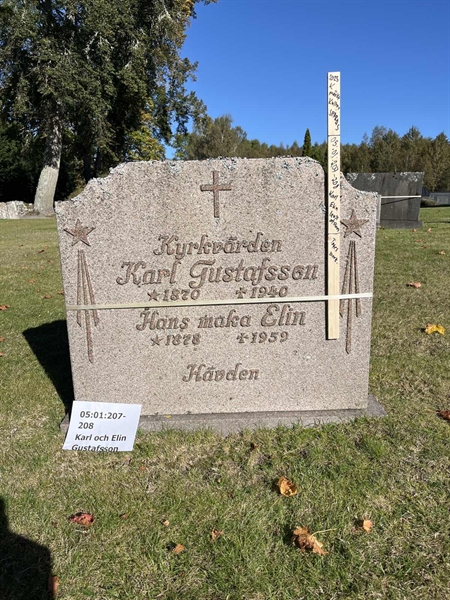 Kyrkvärden
Karl Gustafsson
* 1870 ✝ 1940
Hans maka Elin
* 1878 ✝ 1959
Hävden
05:01:207-
208
Karl och Elin
Gustafsson